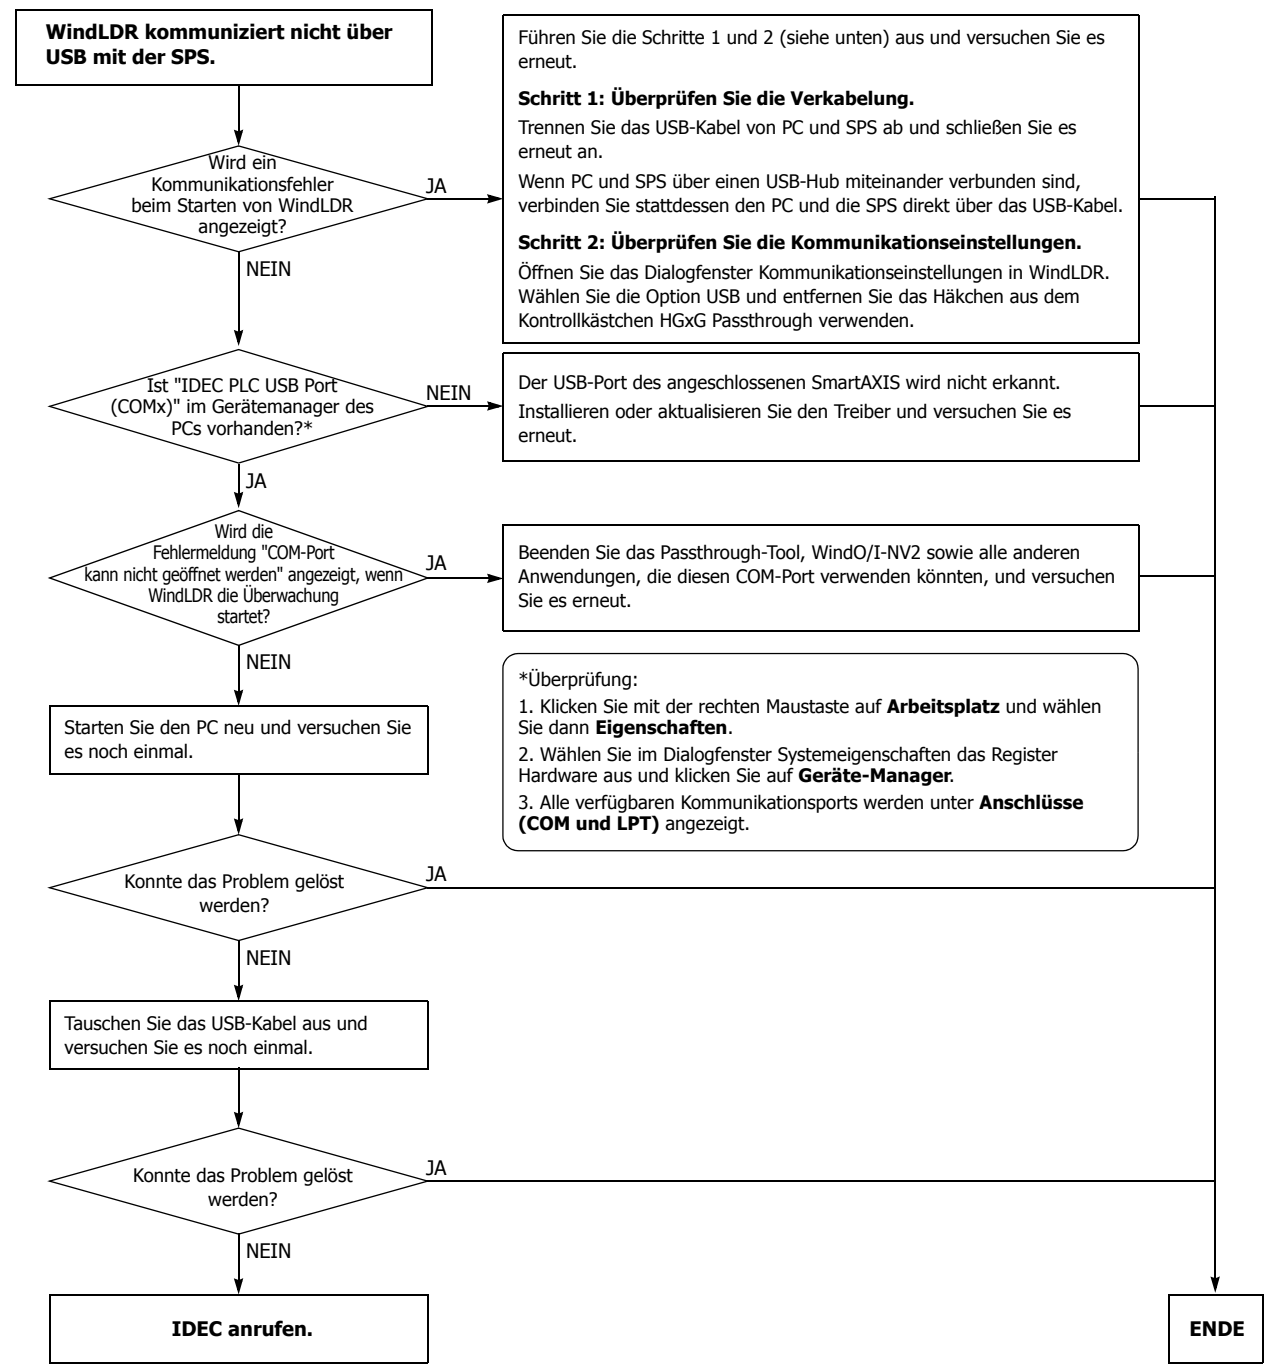 WindLDR kommuniziert nicht über
USB mit der SPS.
Wird ein
Kommunikationsfehler
beim Starten von WindLDR
angezeigt?
JA
NEIN
Führen Sie die Schritte 1 und 2 (siehe unten) aus und versuchen Sie es
erneut.
Schritt 1: Überprüfen Sie die Verkabelung.
Trennen Sie das USB-Kabel von PC und SPS ab und schließen Sie es
erneut an.
Wenn PC und SPS über einen USB-Hub miteinander verbunden sind,
verbinden Sie stattdessen den PC und die SPS direkt über das USB-Kabel.
Schritt 2: Überprüfen Sie die Kommunikationseinstellungen.
Öffnen Sie das Dialogfenster Kommunikationseinstellungen in WindLDR.
Wählen Sie die Option USB und entfernen Sie das Häkchen aus dem
Kontrollkästchen HGxG Passthrough verwenden.
Ist "IDEC PLC USB Port
(COMx)" im Gerätemanager des
PCs vorhanden?*
NEIN
JA
Der USB-Port des angeschlossenen SmartAXIS wird nicht erkannt.
Installieren oder aktualisieren Sie den Treiber und versuchen Sie es
erneut.
Wird die
Fehlermeldung "COM-Port
kann nicht geöffnet werden" angezeigt, wenn
WindLDR die Überwachung
startet?
JA
NEIN
Beenden Sie das Passthrough-Tool, WindO/I-NV2 sowie alle anderen
Anwendungen, die diesen COM-Port verwenden könnten, und versuchen
Sie es erneut.
*Überprüfung:
1. Klicken Sie mit der rechten Maustaste auf Arbeitsplatz und wählen
Sie dann Eigenschaften.
2. Wählen Sie im Dialogfenster Systemeigenschaften das Register
Hardware aus und klicken Sie auf Geräte-Manager.
3. Alle verfügbaren Kommunikationsports werden unter Anschlüsse
(COM und LPT) angezeigt.
Starten Sie den PC neu und versuchen Sie
es noch einmal.
Konnte das Problem gelöst
werden?
JA
NEIN
Tauschen Sie das USB-Kabel aus und
versuchen Sie es noch einmal.
Konnte das Problem gelöst
werden?
JA
NEIN
IDEC anrufen.
ENDE